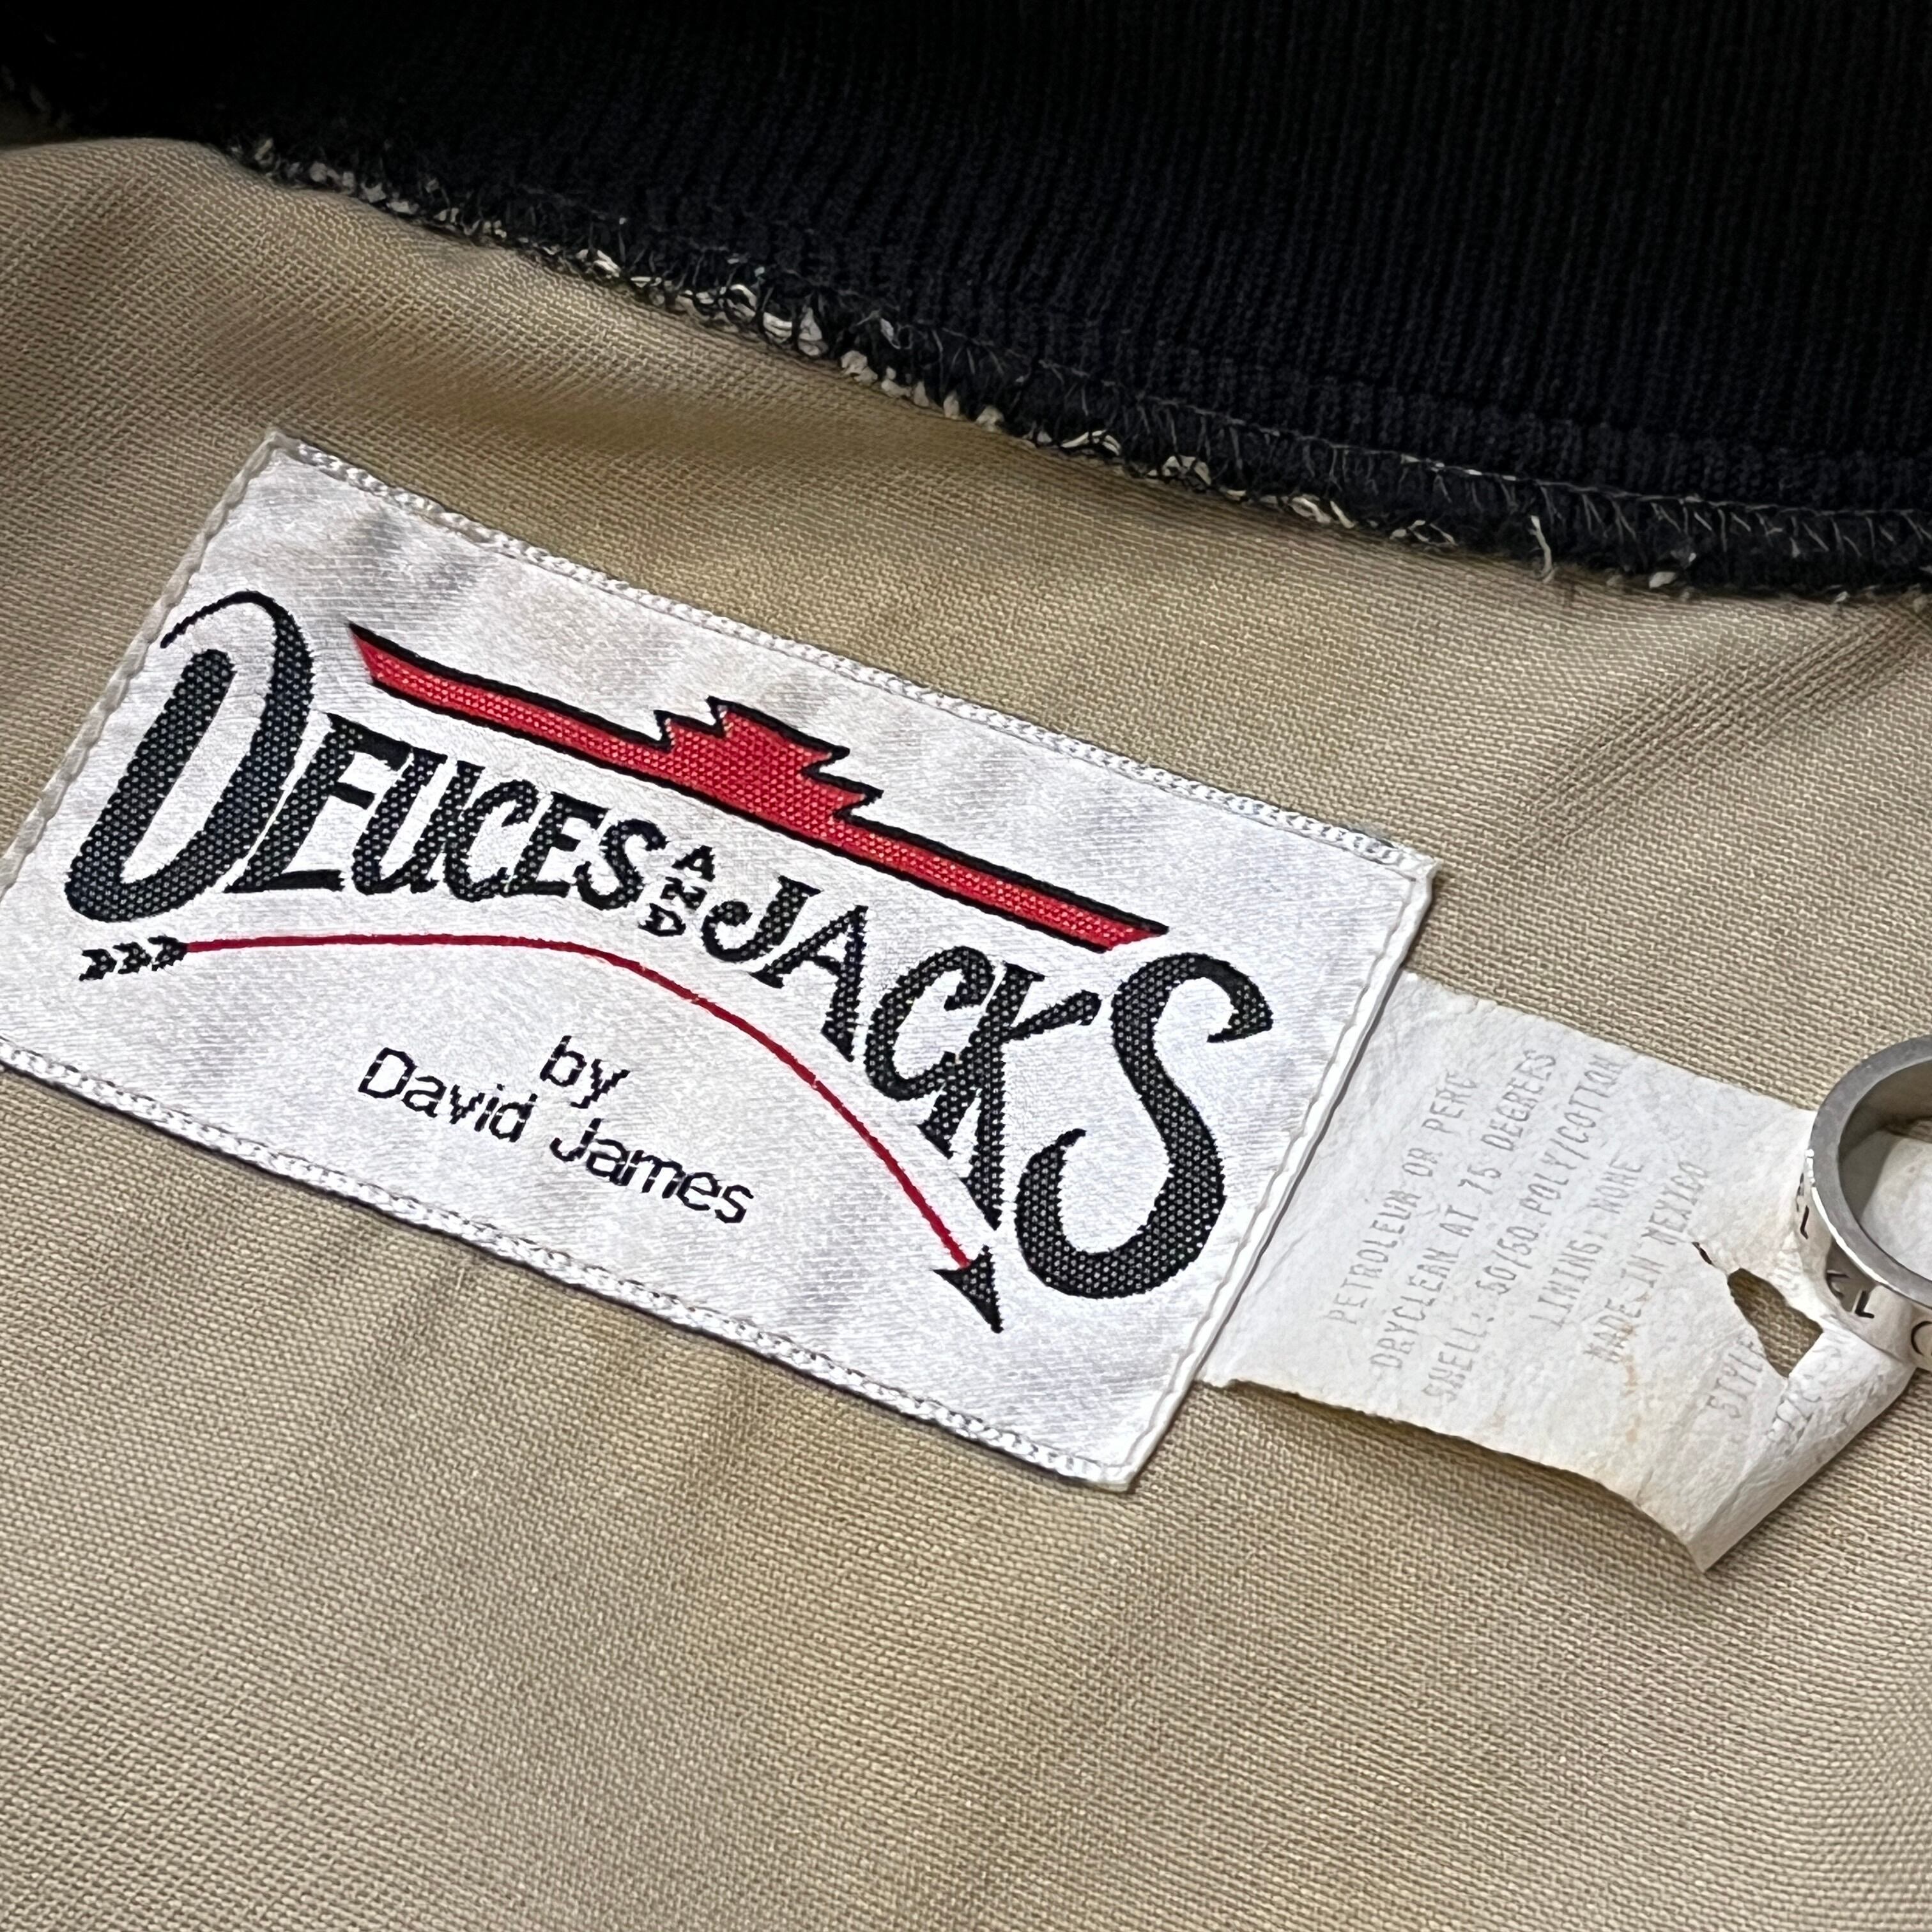 DEUCES AND JACKS
by
David James
PETROLEUM OR PERC
DRYCLEAN AT 75 DEGREES
SHELL: 50/50 POLY/COTTON
LINING: NONE
MADE IN MEXICO
STYLE